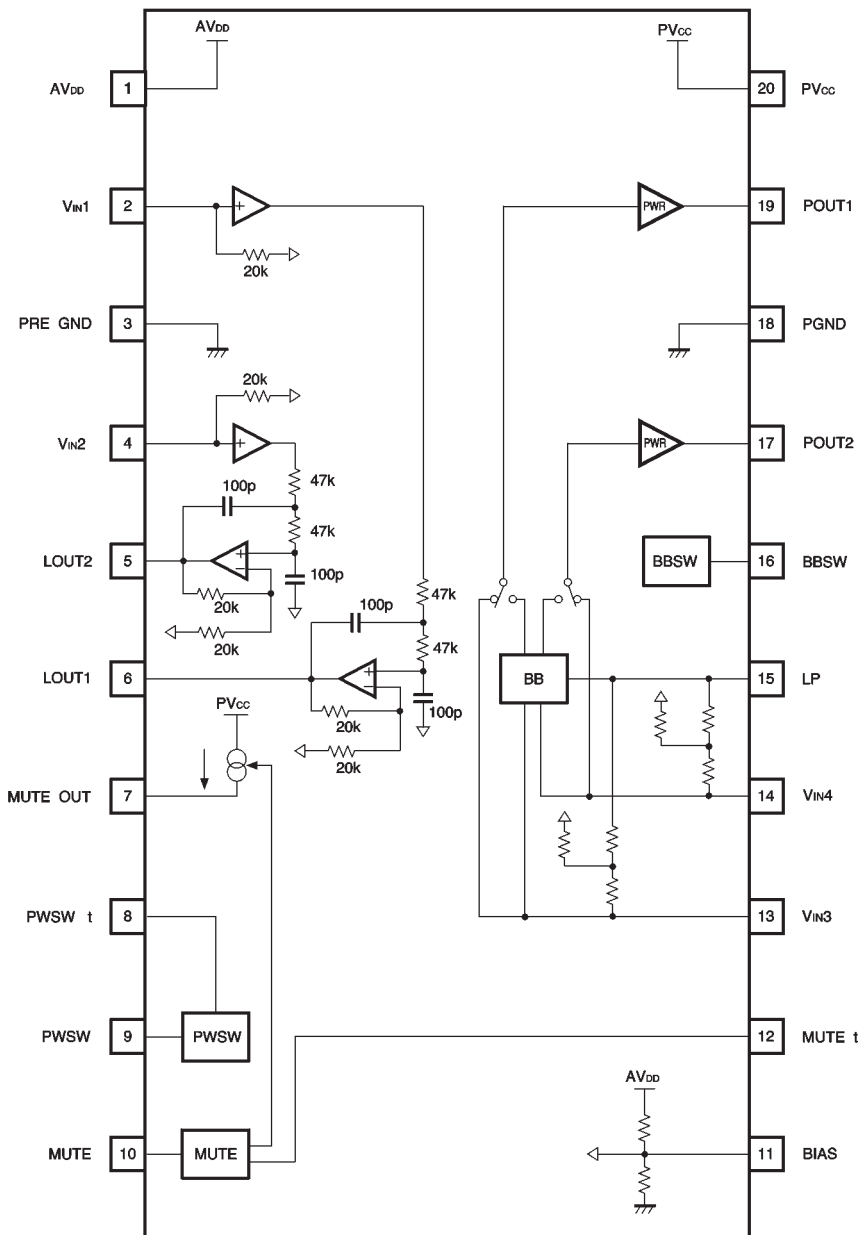 AVDD
PVCC
AVDD 1
20 PVCC
VIN1 2
+
20k
PWR
19 POUT1
PRE GND 3
18 PGND
20k
VIN2 4
+
47k
100p
47k
PWR
17 POUT2
LOUT2 5
+
−
100p
20k
20k
BBSW
16 BBSW
47k
100p
47k
LOUT1 6
+
−
100p
20k
20k
BB
15 LP
PVCC
MUTE OUT 7
14 VIN4
PWSW t 8
13 VIN3
PWSW 9
PWSW
12 MUTE t
AVDD
MUTE 10
MUTE
11 BIAS